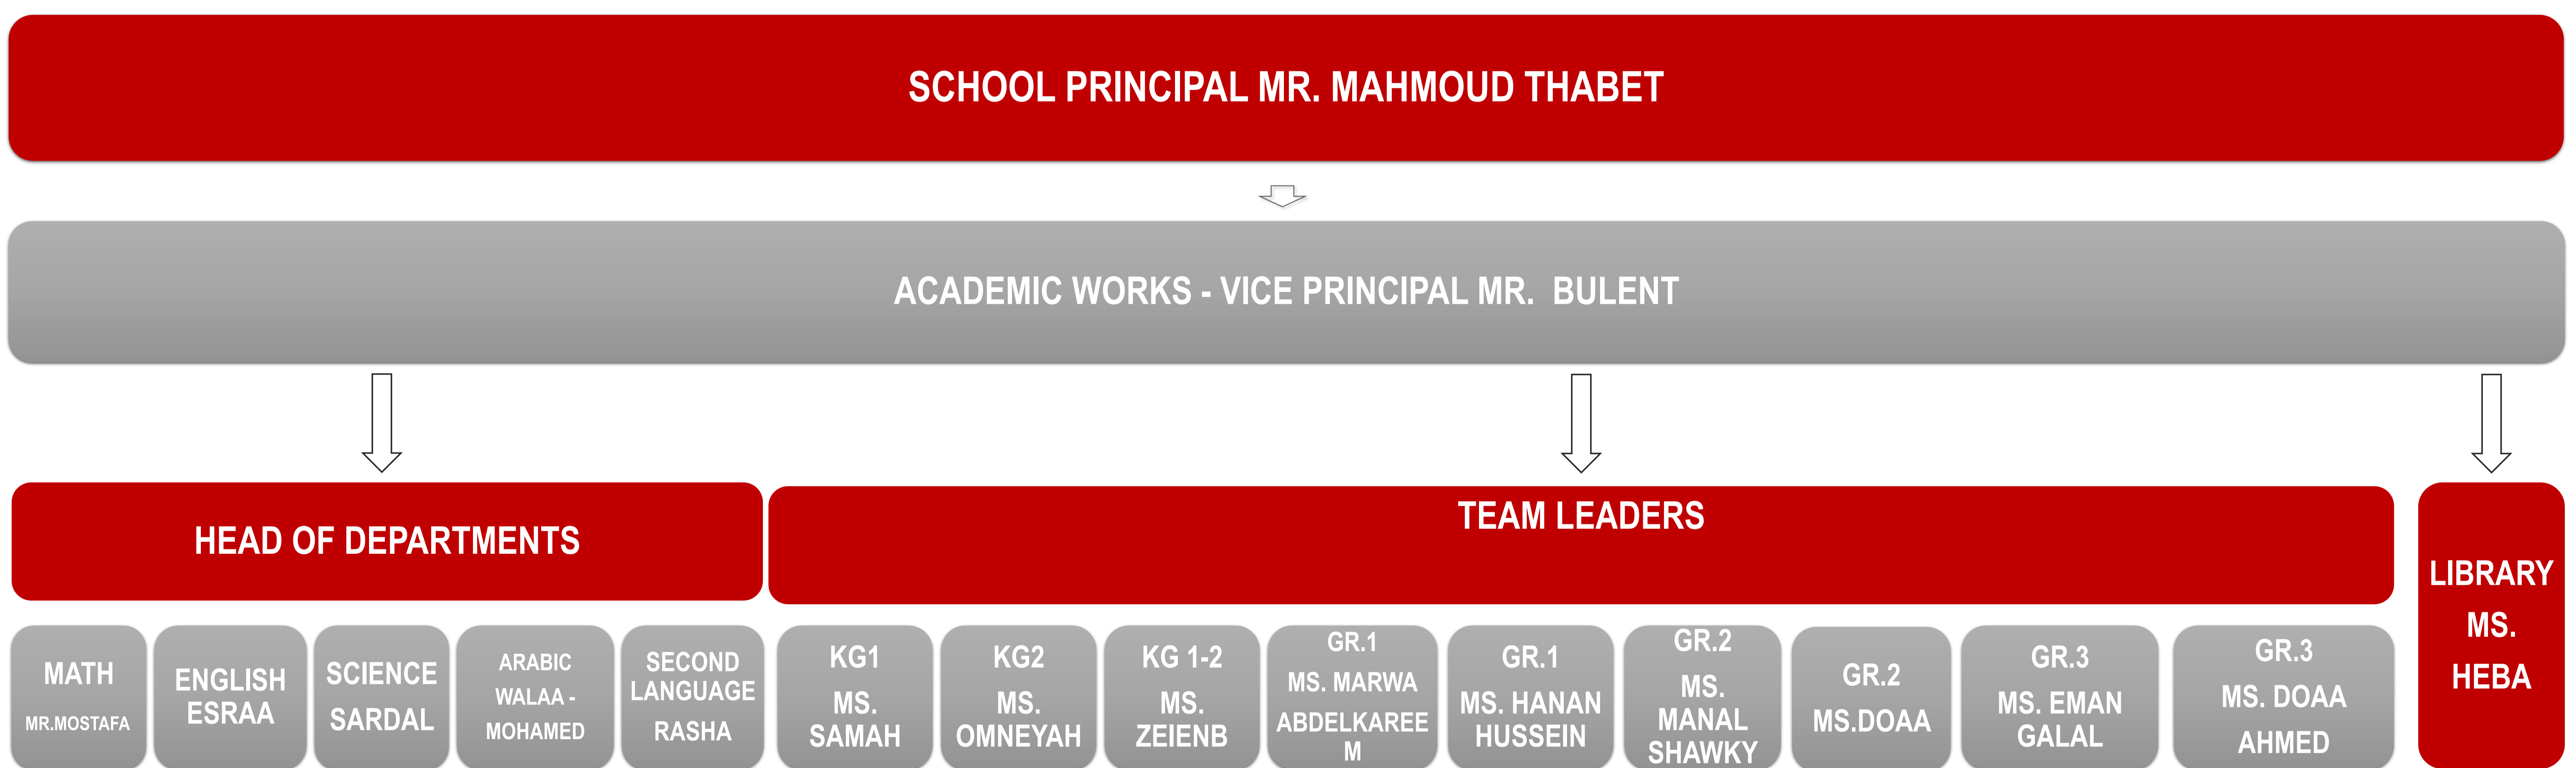 SCHOOL PRINCIPAL MR. MAHMOUD THABET
ACADEMIC WORKS - VICE PRINCIPAL MR. BULENT
HEAD OF DEPARTMENTS
MATH
MR.MOSTAFA
ENGLISH
ESRAA
SCIENCE
SARDAL
ARABIC
WALAA -
MOHAMED
SECOND
LANGUAGE
RASHA
TEAM LEADERS
KG1
MS.
SAMAH
KG2
MS.
OMNEYAH
KG 1-2
MS.
ZEIENB
GR.1
MS. MARWA
ABDELKAREE
M
GR.1
MS. HANAN
HUSSEIN
GR.2
MS.
MANAL
SHAWKY
GR.2
MS.DOAA
GR.3
MS. EMAN
GALAL
GR.3
MS. DOAA
AHMED
LIBRARY
MS.
HEBA